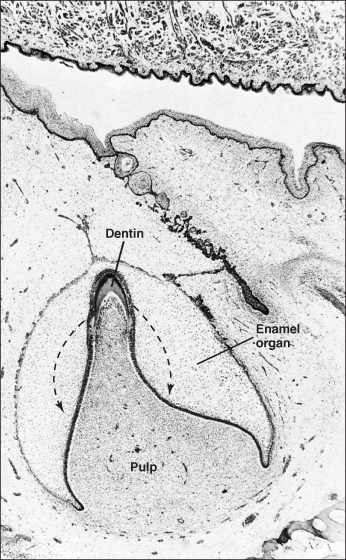 Dentin
Enamel
organ
Pulp